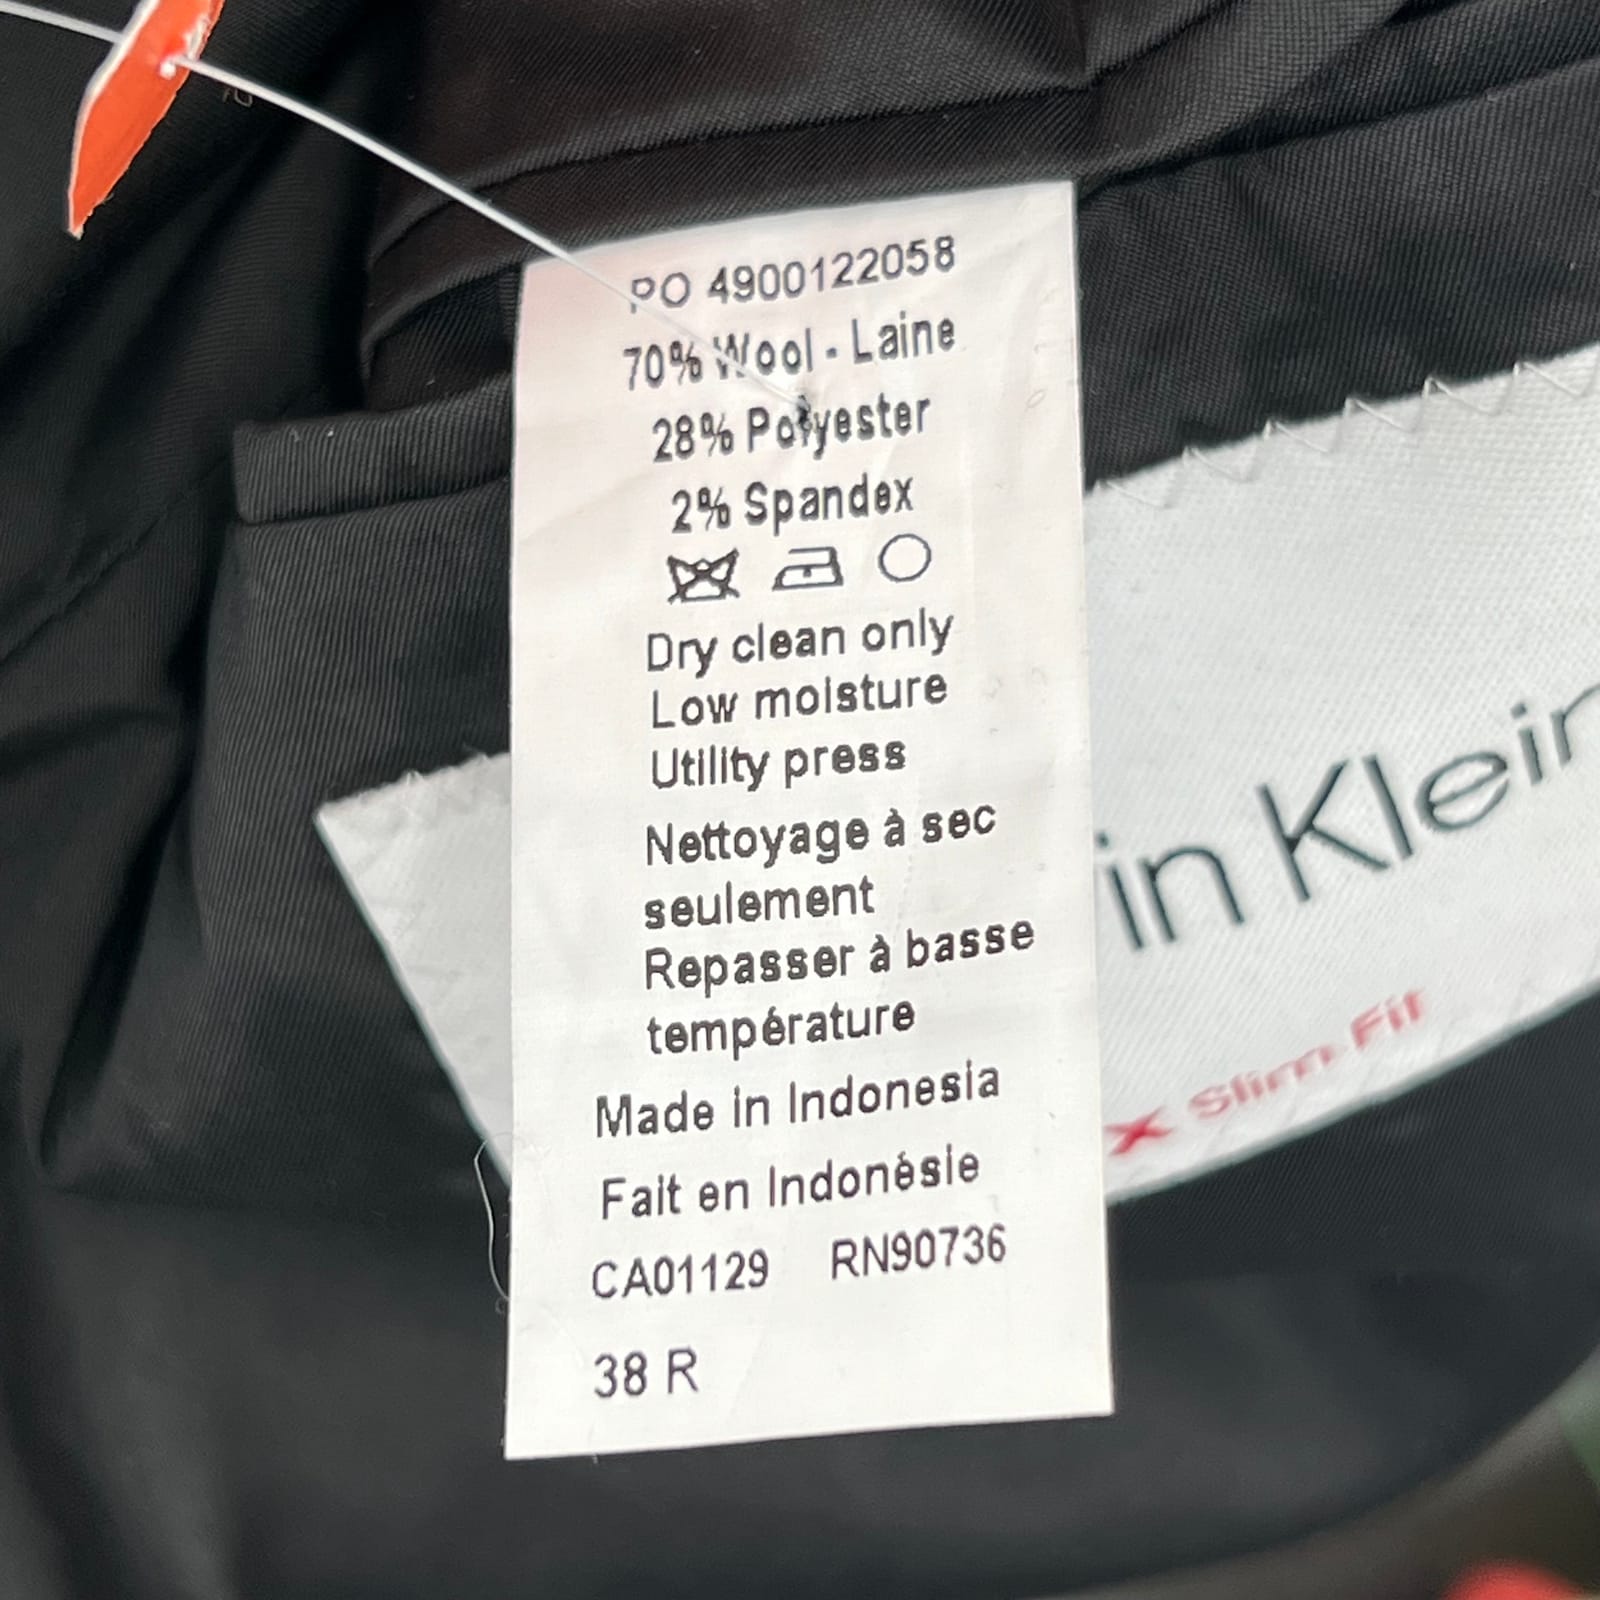 PO 4900122058
70% Wool - Laine
28% Polyester
2% Spandex
Dry clean only
Low moisture
Utility press
Nettoyage à sec
seulement
Repasser à basse
température
Made in Indonesia
Fait en Indonésie
CA01129 RN90736
38 R
in Klein
X Slim Fit